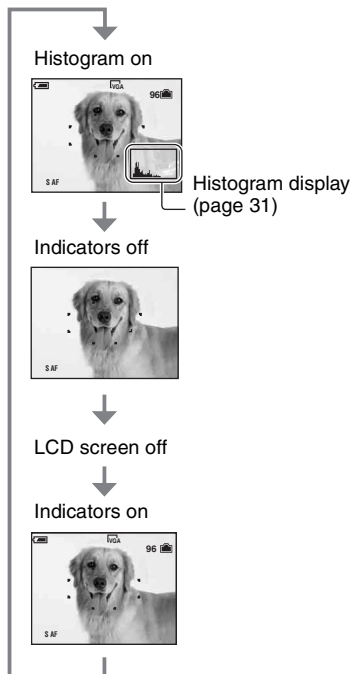 Histogram on
VGA
96
S AF
Histogram display
(page 31)
Indicators off
S AF
LCD screen off
Indicators on
VGA
96
S AF